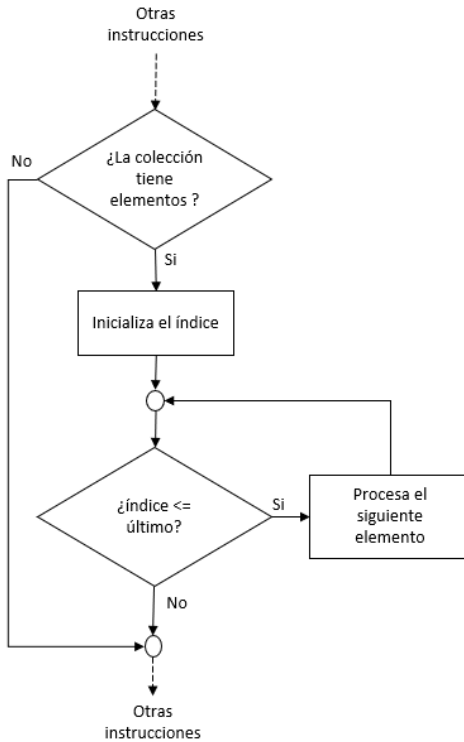 Otras
instrucciones
No
¿La colección
tiene
elementos ?
Si
Inicializa el índice
¿índice <=
último?
Si
Procesa el
siguiente
elemento
No
Otras
instrucciones